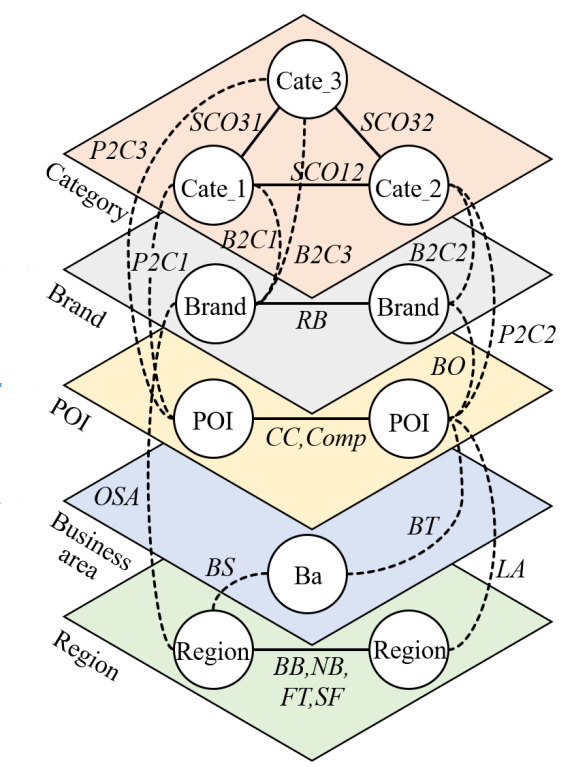 Cate_3
SCO31
SCO32
P2C3
Category
Cate_1
SCO12
Cate_2
B2C1
B2C3
B2C2
P2C1
Brand
Brand
RB
Brand
P2C2
BO
POI
POI
CC,Comp
POI
OSA
BT
Business
area
BS
Ba
LA
Region
Region
BB,NB,
FT,SF
Region